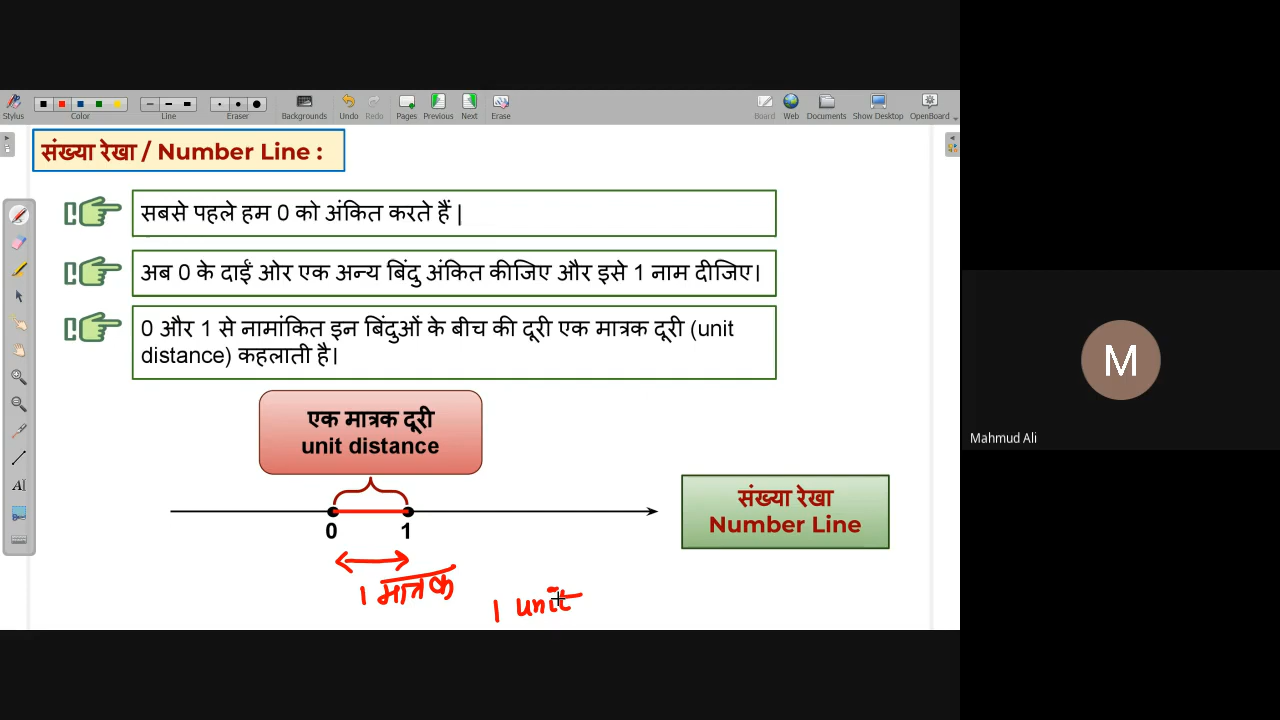 Stylus
Color
Line
Eraser
Backgrounds
Undo
Redo
Pages
Previous
Next
Erase
Board
Web
Documents
Show Desktop
OpenBoard
संख्या रेखा / Number Line :
सबसे पहले हम 0 को अंकित करते हैं |
अब 0 के दाईं ओर एक अन्य बिंदु अंकित कीजिए और इसे 1 नाम दीजिए।
0 और 1 से नामांकित इन बिंदुओं के बीच की दूरी एक मात्रक दूरी (unit
distance) कहलाती है।
एक मात्रक दूरी
unit distance
0 1
संख्या रेखा
Number Line
1 मात्रक
1 unit
M
Mahmud Ali